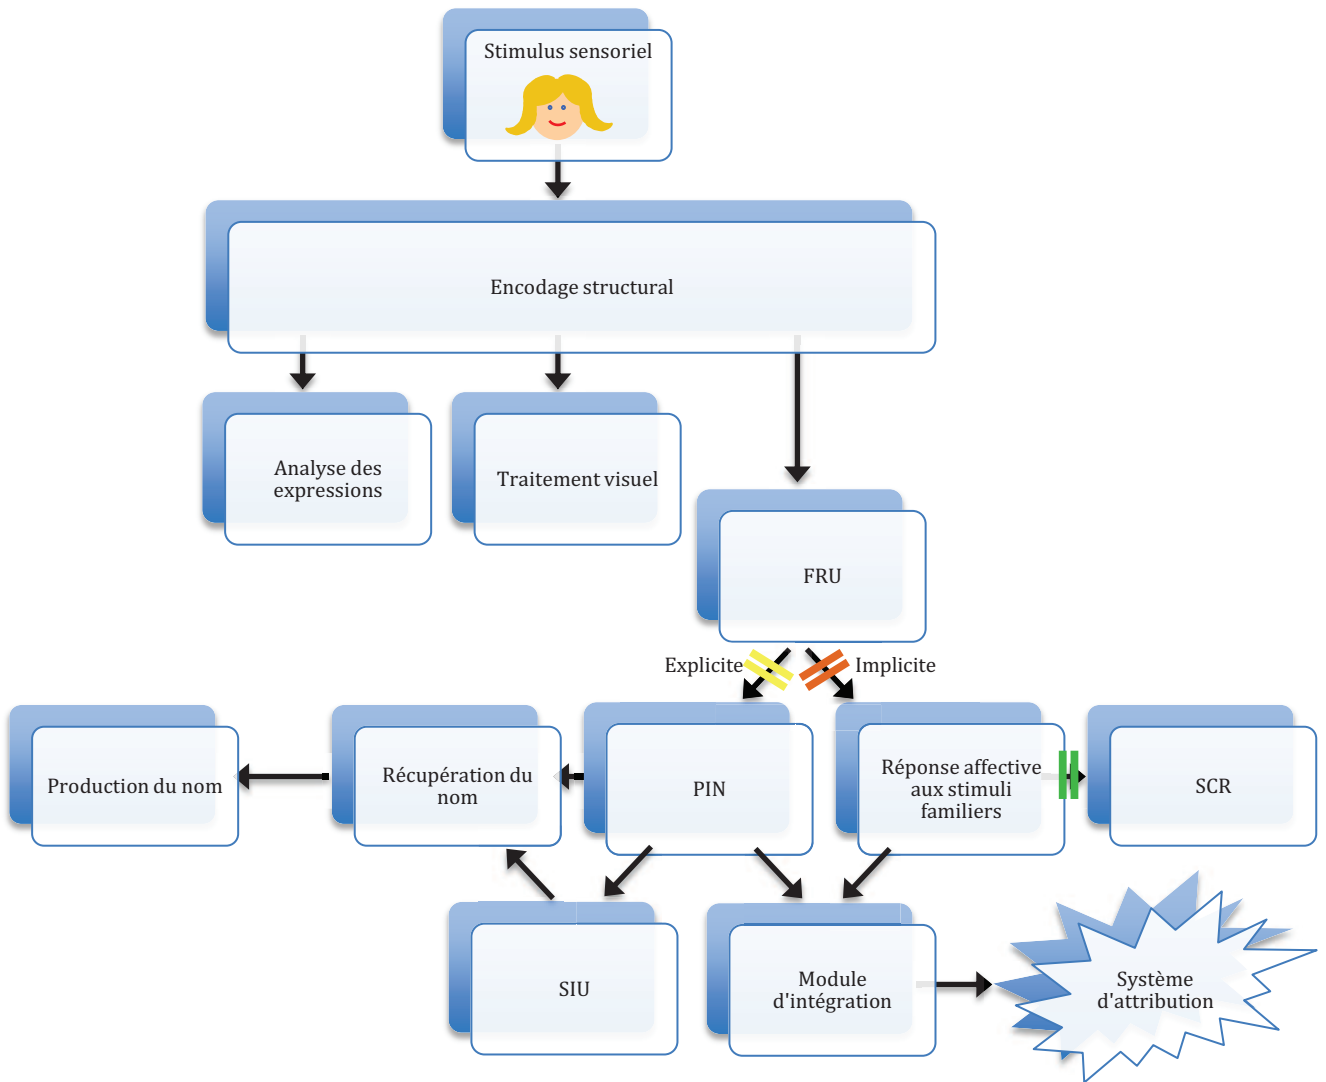 Stimulus sensoriel
Encodage structural
Analyse des
expressions
Traitement visuel
FRU
Explicite
Implicite
Production du nom
Récupération du
nom
PIN
Réponse affective
aux stimuli
familiers
SCR
SIU
Module
d'intégration
Système
d'attribution